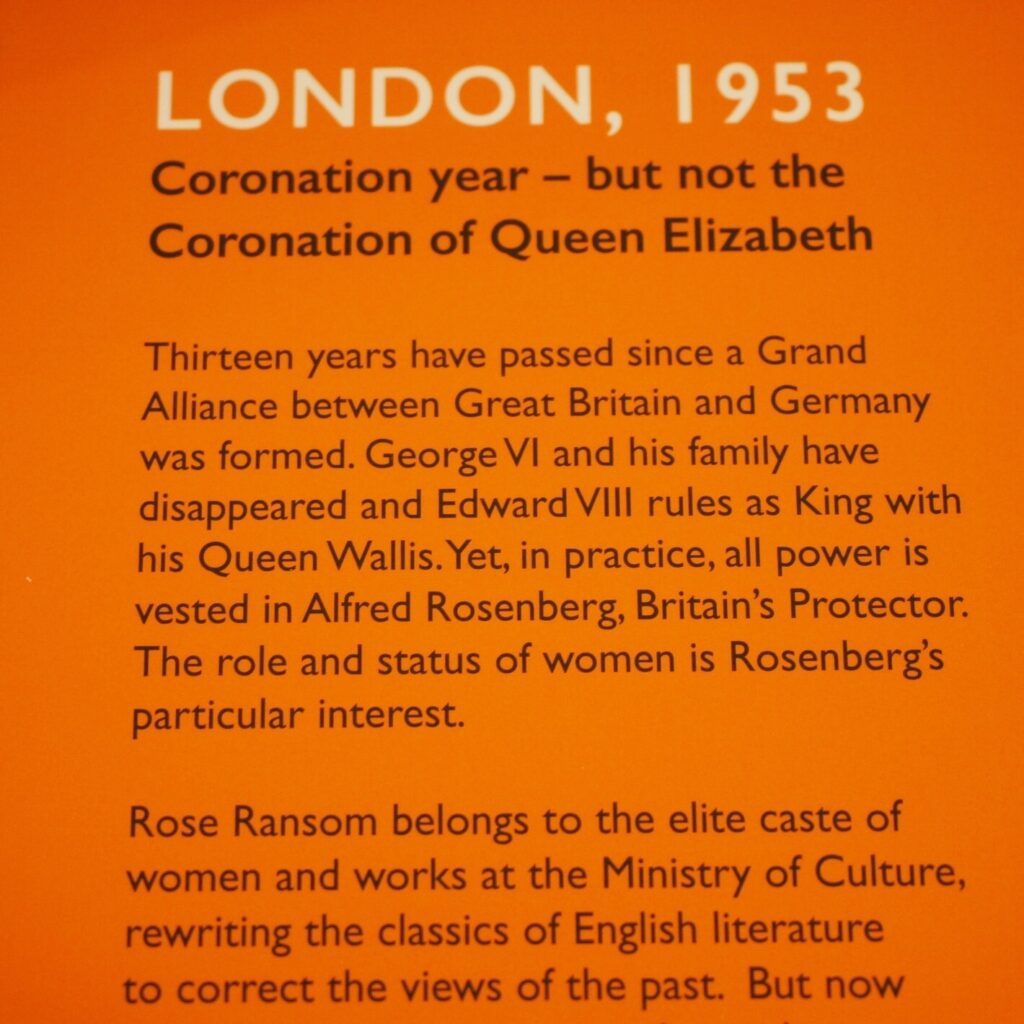 LONDON, 1953
Coronation year – but not the
Coronation of Queen Elizabeth
Thirteen years have passed since a Grand
Alliance between Great Britain and Germany
was formed. George VI and his family have
disappeared and Edward VIII rules as King with
his Queen Wallis. Yet, in practice, all power is
vested in Alfred Rosenberg, Britain's Protector.
The role and status of women is Rosenberg's
particular interest.
Rose Ransom belongs to the elite caste of
women and works at the Ministry of Culture,
rewriting the classics of English literature
to correct the views of the past. But now